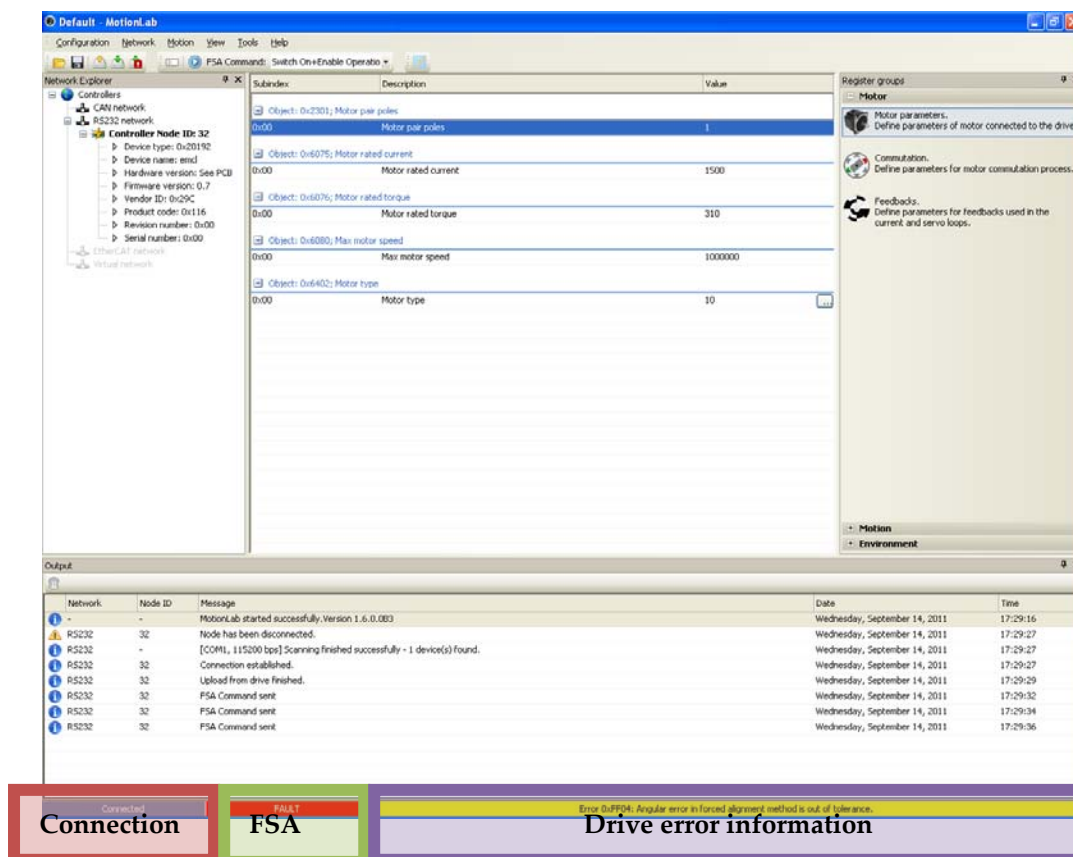 Default - MotionLab
Configuration Network Motion View Tools Help
FSA Command: Switch On+Enable Operatio
Network Explorer
Controllers
CAN network
RS232 network
Controller Node ID: 32
Device type: 0x20192
Device name: emcl
Hardware version: See PCB
Firmware version: 0.7
Vendor ID: 0x29C
Product code: 0x116
Revision number: 0x00
Serial number: 0x00
EtherCAT network
Virtual network
Subindex Description Value
Object: 0x2301; Motor pair poles
0x00 Motor pair poles 1
Object: 0x6075; Motor rated current
0x00 Motor rated current 1500
Object: 0x6076; Motor rated torque
0x00 Motor rated torque 310
Object: 0x6080; Max motor speed
0x00 Max motor speed 1000000
Object: 0x6402; Motor type
0x00 Motor type 10 ...
Register groups
Motor
Motor parameters.
Define parameters of motor connected to the drive
Commutation.
Define parameters for motor commutation process.
Feedbacks.
Define parameters for feedbacks used in the
current and servo loops.
Motion
Environment
Output
Network Node ID Message Date Time
- - MotionLab started successfully.Version 1.6.0.0B3 Wednesday, September 14, 2011 17:29:16
RS232 32 Node has been disconnected. Wednesday, September 14, 2011 17:29:27
RS232 - [COM1, 115200 bps] Scanning finished successfully - 1 device(s) found. Wednesday, September 14, 2011 17:29:27
RS232 32 Connection established. Wednesday, September 14, 2011 17:29:27
RS232 32 Upload from drive finished. Wednesday, September 14, 2011 17:29:29
RS232 32 FSA Command sent Wednesday, September 14, 2011 17:29:32
RS232 32 FSA Command sent Wednesday, September 14, 2011 17:29:34
RS232 32 FSA Command sent Wednesday, September 14, 2011 17:29:36
Connected FAULT Error 0xFF04: Angular error in forced alignment method is out of tolerance.
Connection FSA Drive error information